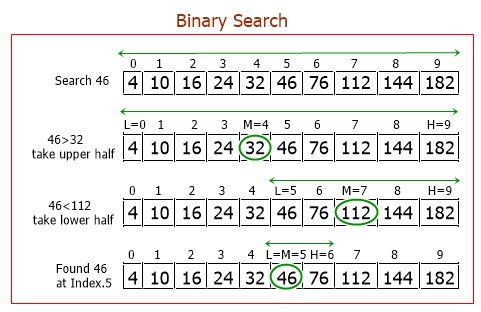 Binary Search
0 1 2 3 4 5 6 7 8 9
Search 46 4 10 16 24 32 46 76 112 144 182
L=0 1 2 3 M=4 5 6 7 8 H=9
46>32
take upper half 4 10 16 24 32 46 76 112 144 182
0 1 2 3 4 L=5 6 M=7 8 H=9
46<112
take lower half 4 10 16 24 32 46 76 112 144 182
0 1 2 3 4 L=M=5 H=6 7 8 9
Found 46
at Index.5 4 10 16 24 32 46 76 112 144 182